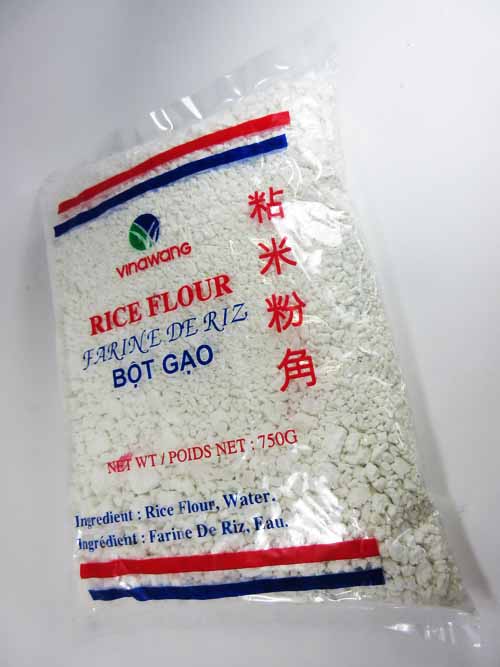 vinawang
RICE FLOUR
FARINE DE RIZ
BỘT GẠO
粘米粉角
NET WT / POIDS NET : 750G
Ingredient : Rice Flour, Water.
Ingrédient : Farine De Riz, Eau.